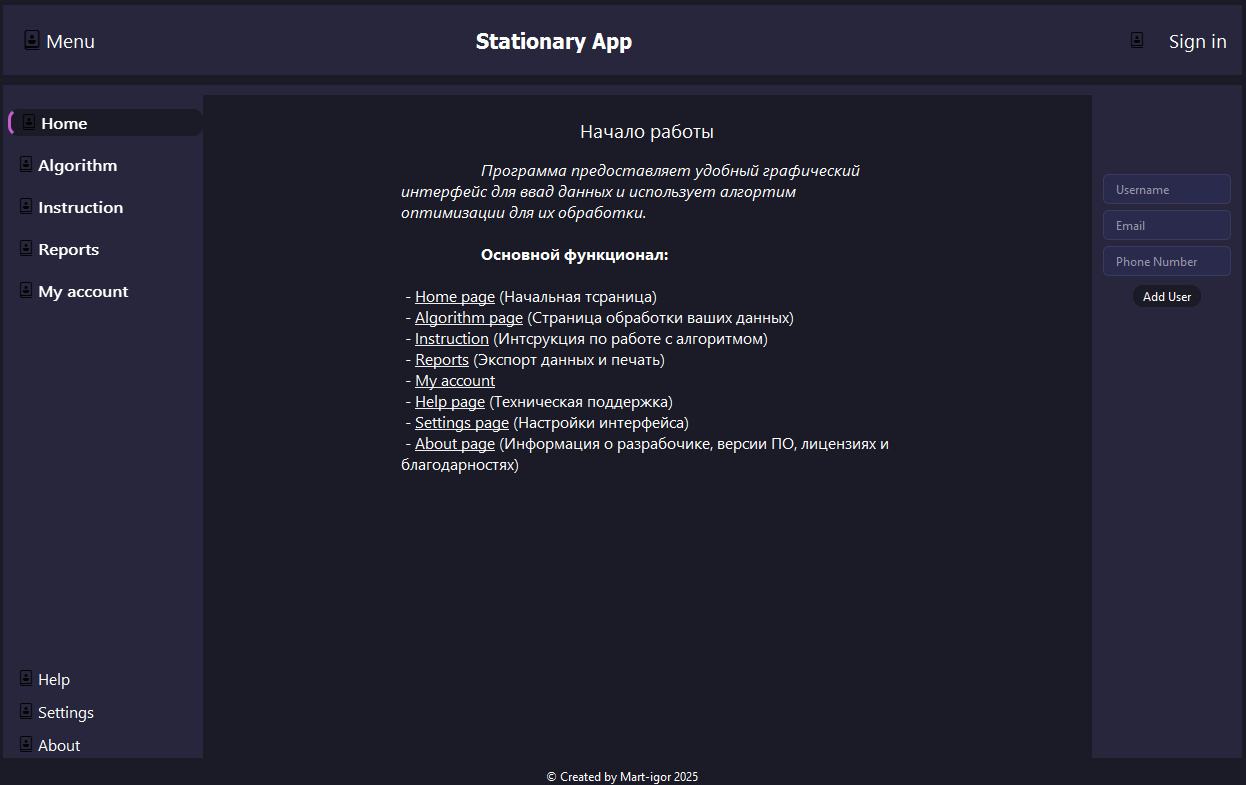 Menu
Stationary App
Sign in
Home
Algorithm
Instruction
Reports
My account
Help
Settings
About
Начало работы
Программа предоставляет удобный графический
интерфейс для ввад данных и использует алгортим
оптимизации для их обработки.
Основной функционал:
- Home page (Начальная тсраница)
- Algorithm page (Страница обработки ваших данных)
- Instruction (Интсрукция по работе с алгоритмом)
- Reports (Экспорт данных и печать)
- My account
- Help page (Техническая поддержка)
- Settings page (Настройки интерфейса)
- About page (Информация о разрабочике, версии ПО, лицензиях и
благодарностях)
Username
Email
Phone Number
Add User
© Created by Mart-igor 2025